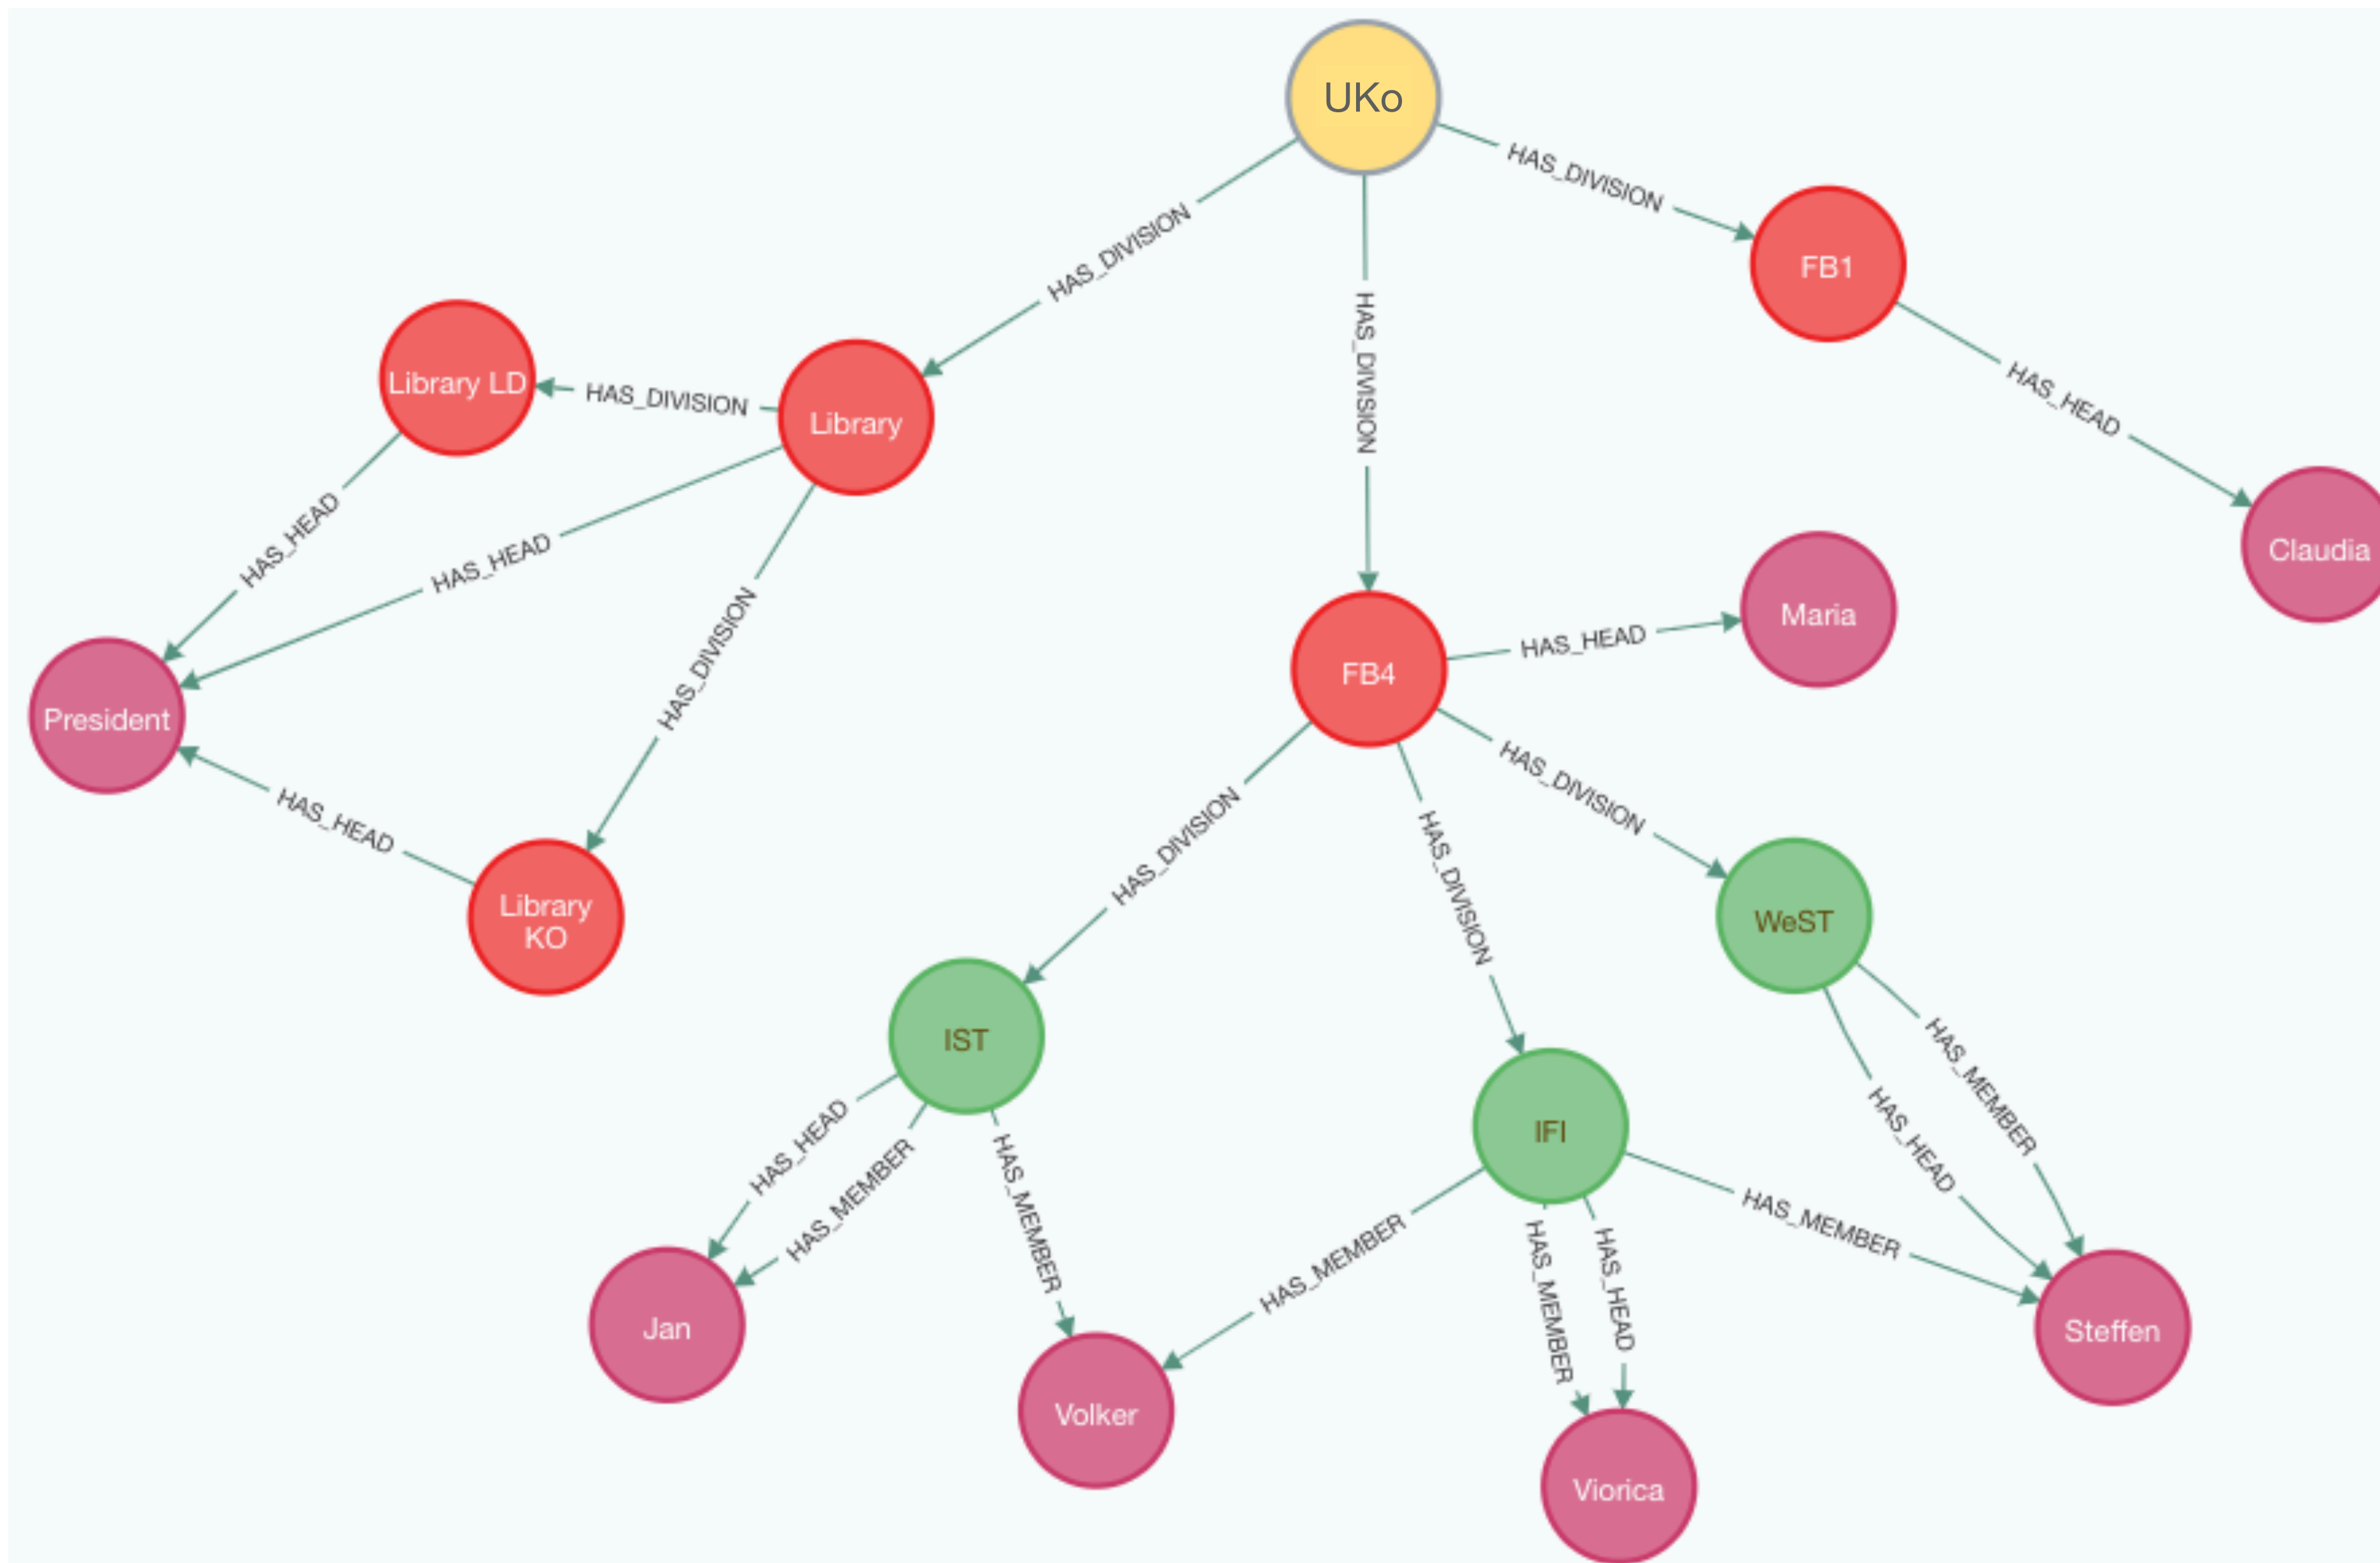 UKo
HAS_DIVISION
FB1
HAS_DIVISION
HAS_DIVISION
Library LD
HAS_DIVISION
Library
HAS_HEAD
HAS_HEAD
HAS_HEAD
Claudia
HAS_DIVISION
Maria
HAS_HEAD
FB4
President
HAS_HEAD
HAS_DIVISION
HAS_DIVISION
HAS_DIVISION
Library
KO
WeST
IST
IFI
HAS_HEAD
HAS_MEMBER
HAS_MEMBER
HAS_MEMBER
HAS_MEMBER
HAS_HEAD
HAS_MEMBER
HAS_HEAD
HAS_MEMBER
Jan
Steffen
Volker
Viorica